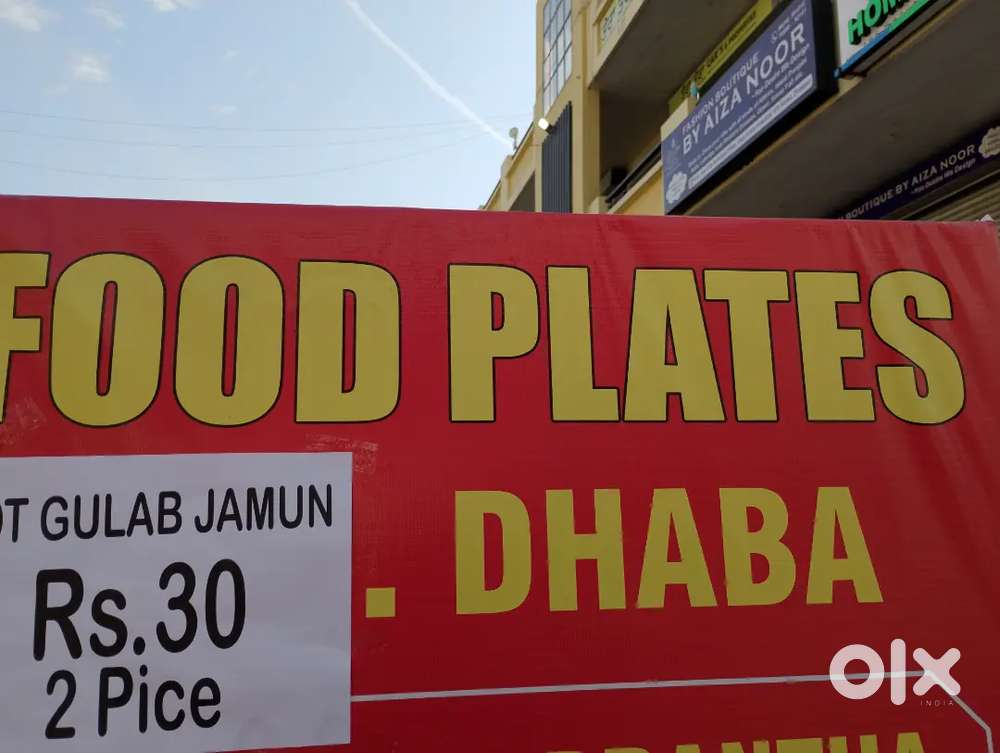 HOM
FASHION BOUTIQUE
BY AIZA NOOR
BOUTIQUE BY AIZA NOOR
FOOD PLATES
OT GULAB JAMUN
Rs.30
2 Pice
. DHABA
olx
INDIA